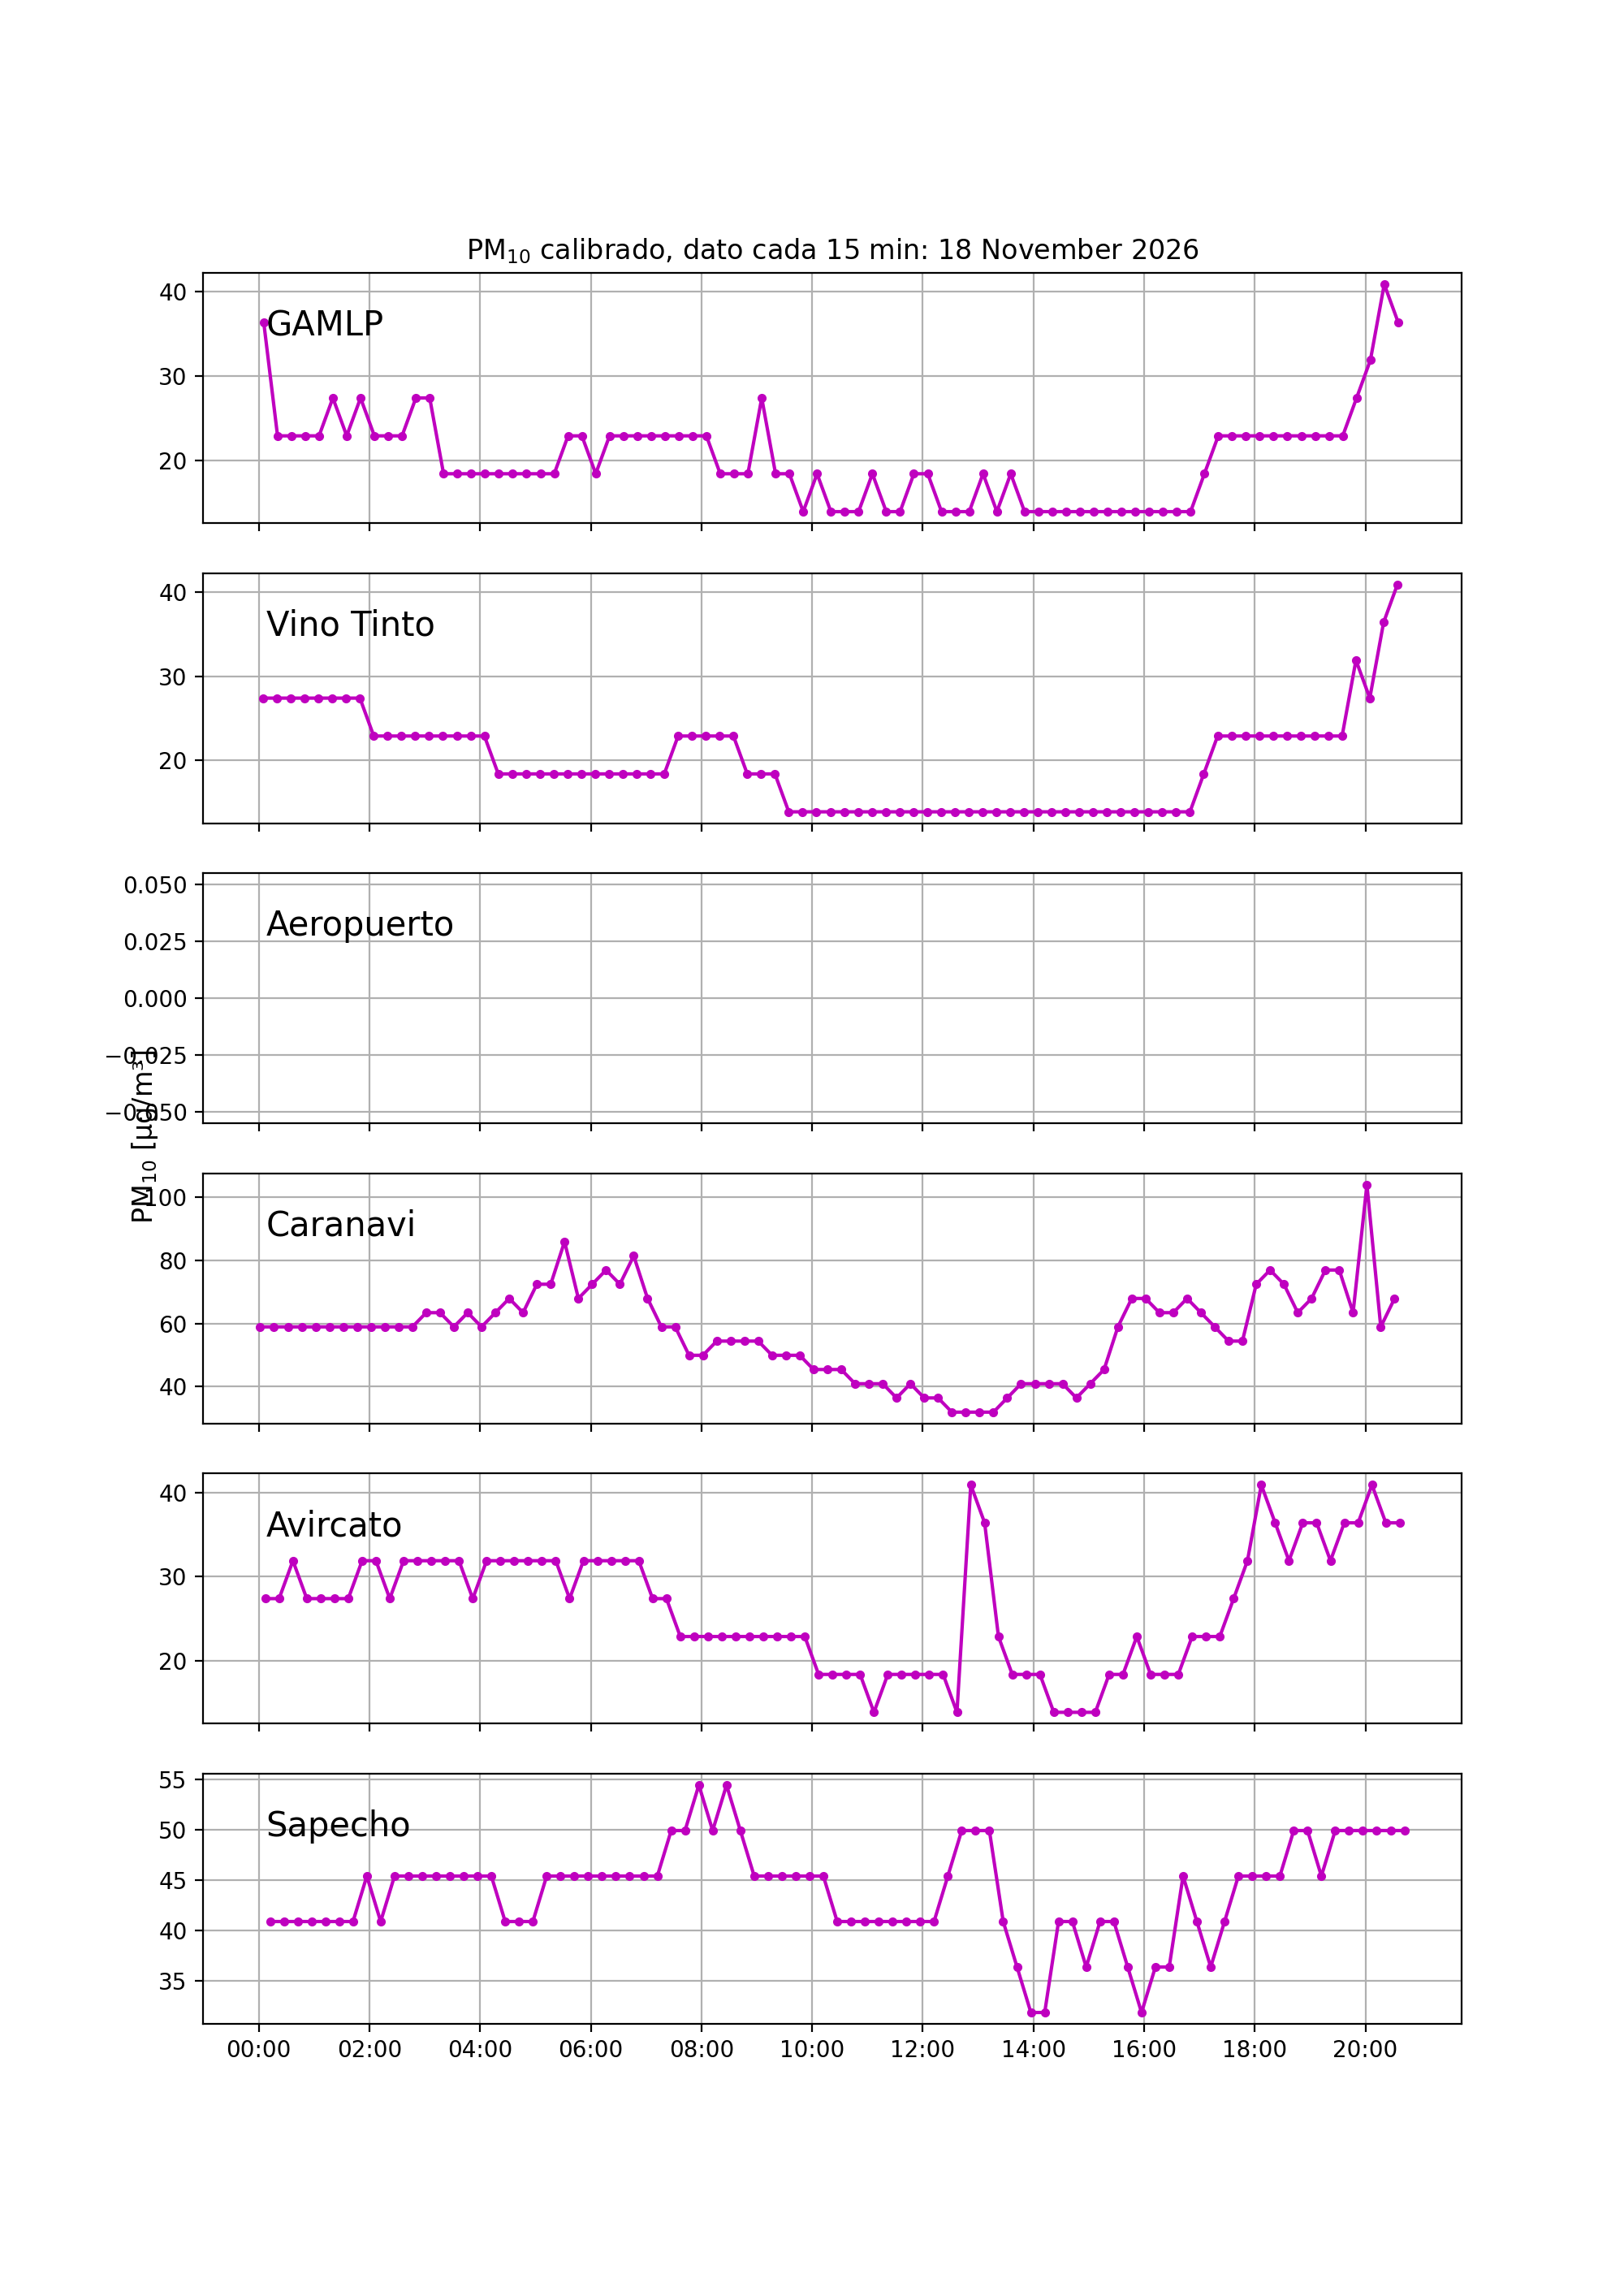 PM₁₀ calibrado, dato cada 15 min: 18 November 2026
40
30
20
GAMLP
40
30
20
Vino Tinto
0.050
0.025
0.000
−0.025
−0.050
Aeropuerto
PM₁₀ [µg/m³]
100
80
60
40
Caranavi
40
30
20
Avircato
55
50
45
40
35
Sapecho
00:00 02:00 04:00 06:00 08:00 10:00 12:00 14:00 16:00 18:00 20:00